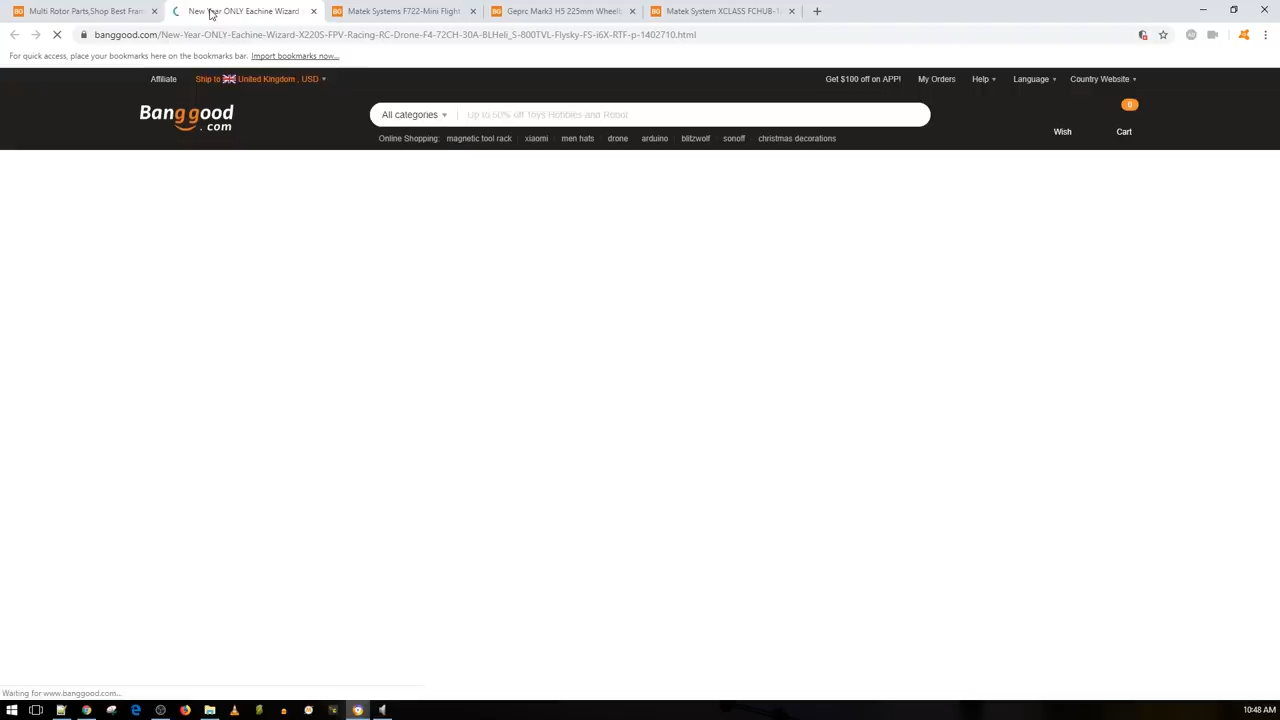 Multi Rotor Parts,Shop Best Fran
New Year ONLY Eachine Wizard
Matek Systems F722-Mini Flight
Geprc Mark3 H5 225mm Wheelb
Matek System XCLASS FCHUB-1
banggood.com/New-Year-ONLY-Eachine-Wizard-X220S-FPV-Racing-RC-Drone-F4-72CH-30A-BLHeli_S-800TVL-Flysky-FS-i6X-RTF-p-1402710.html
For quick access, place your bookmarks here on the bookmarks bar. Import bookmarks now...
Affiliate Ship to United Kingdom , USD Get $100 off on APP! My Orders Help Language Country Website
Banggood.com
All categories Up to 50% off Toys Hobbies and Robot
0
Wish Cart
Online Shopping: magnetic tool rack xiaomi men hats drone arduino blitzwolf sonoff christmas decorations
Waiting for www.banggood.com...
10:48 AM